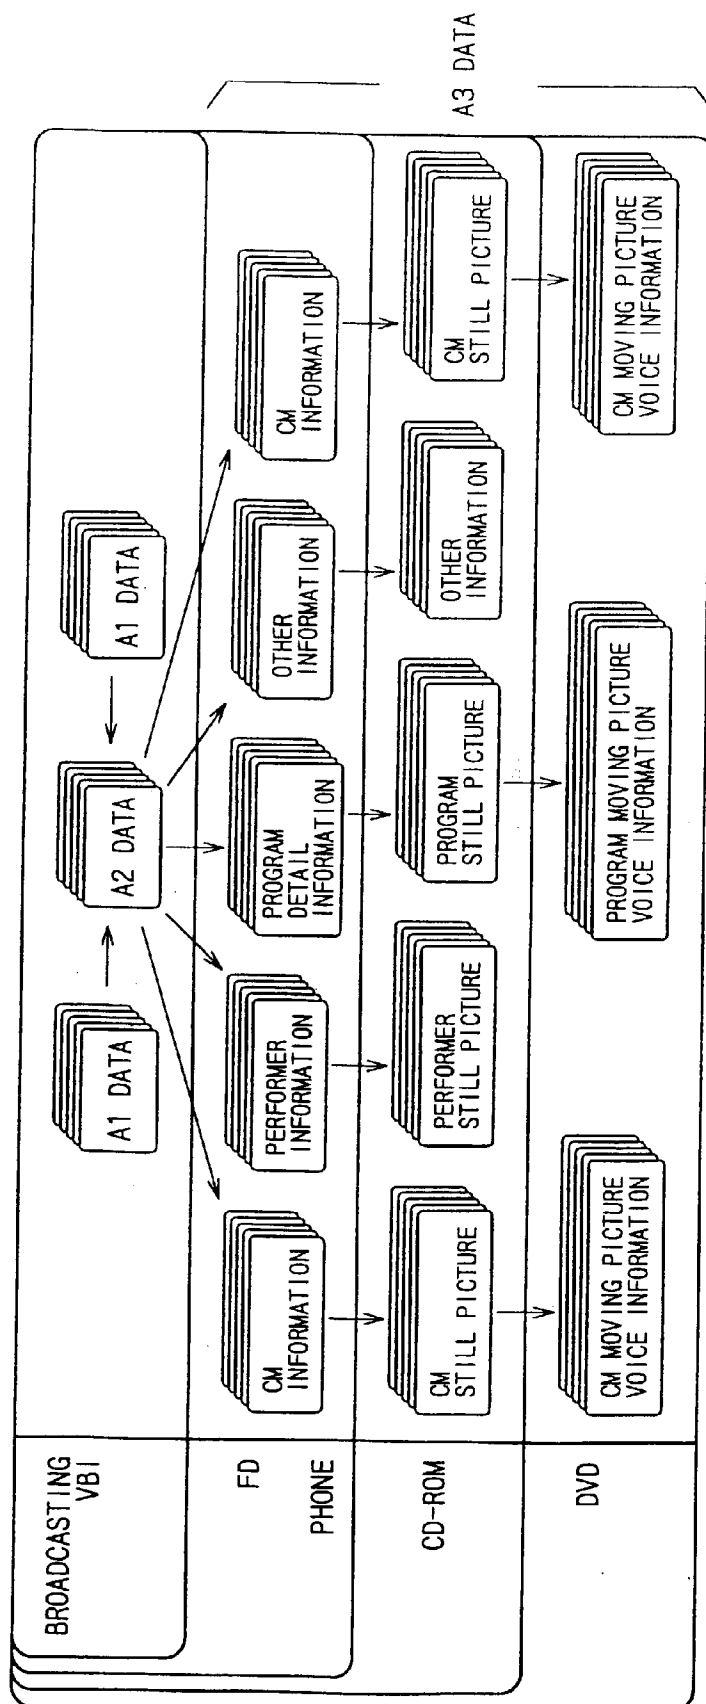 BROADCASTING
VBI
A1 DATA
A2 DATA
A1 DATA
FD
PHONE
CM
INFORMATION
PERFORMER
INFORMATION
PROGRAM
DETAIL
INFORMATION
OTHER
INFORMATION
CM
INFORMATION
CD-ROM
CM
STILL PICTURE
PERFORMER
STILL PICTURE
PROGRAM
STILL PICTURE
OTHER
INFORMATION
CM
STILL PICTURE
DVD
CM MOVING PICTURE
VOICE INFORMATION
PROGRAM MOVING PICTURE
VOICE INFORMATION
CM MOVING PICTURE
VOICE INFORMATION
A3 DATA